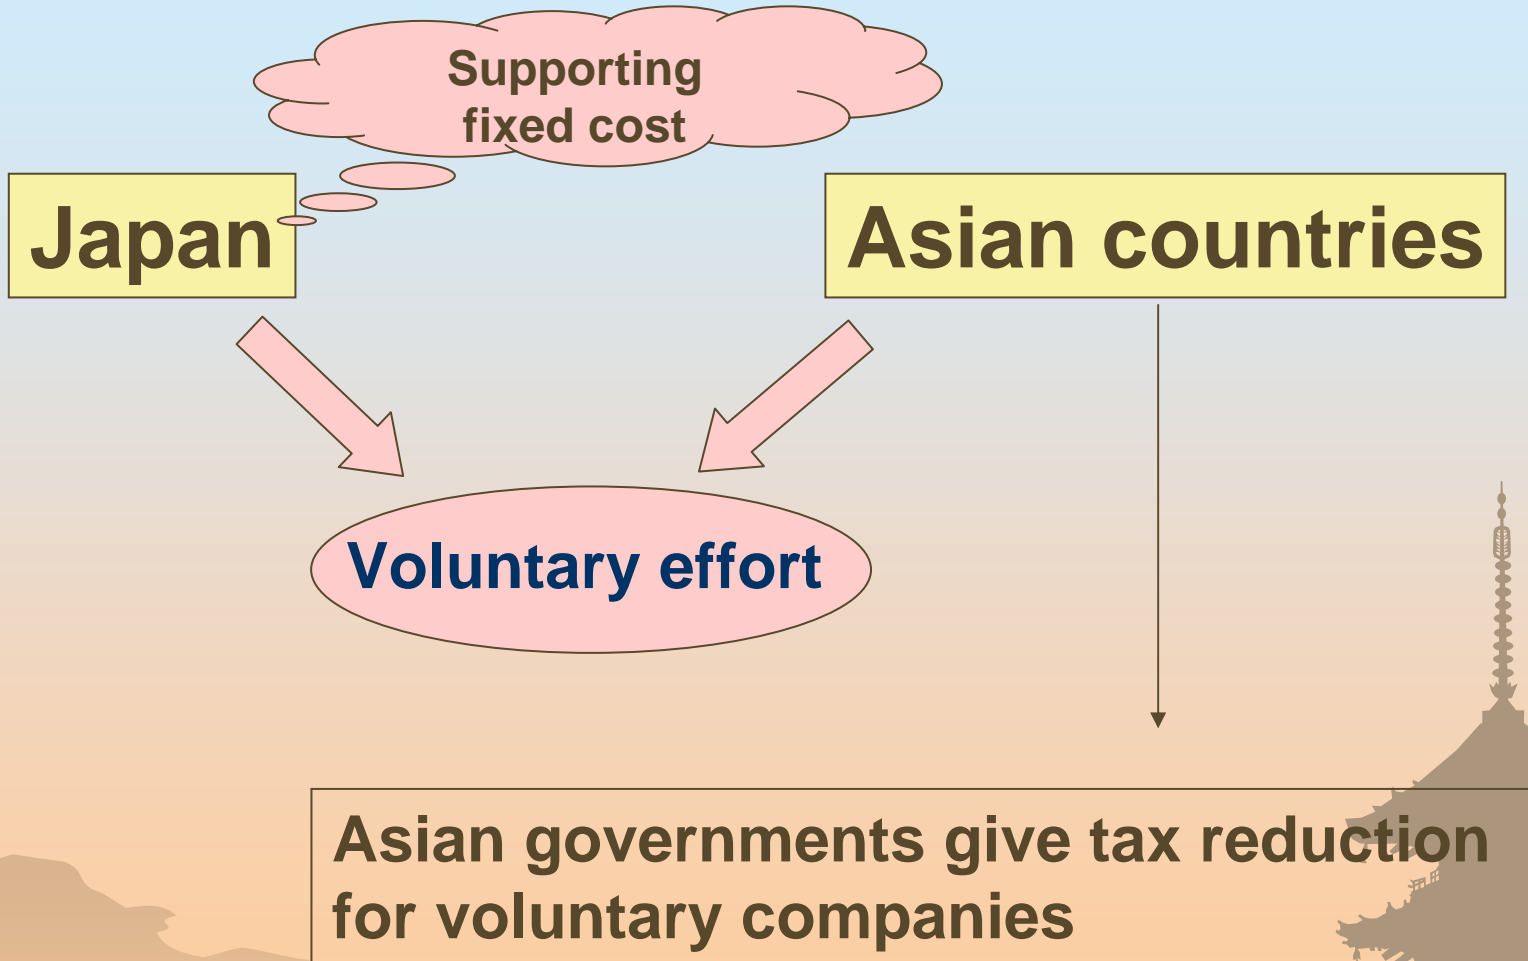 Supporting
fixed cost
Japan
Asian countries
Voluntary effort
Asian governments give tax reduction
for voluntary companies